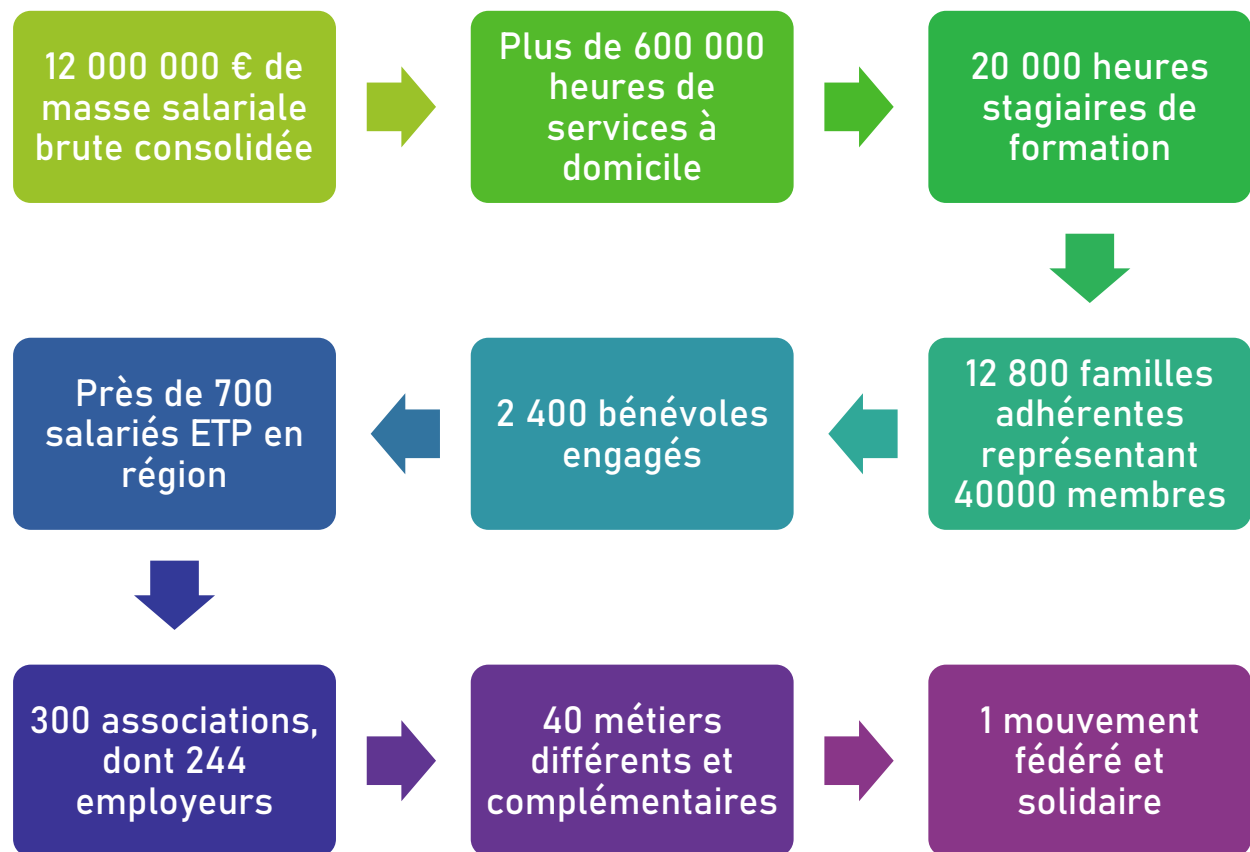 12 000 000 € de
masse salariale
brute consolidée
Plus de 600 000
heures de
services à
domicile
20 000 heures
stagiaires de
formation
12 800 familles
adhérentes
représentant
40000 membres
2 400 bénévoles
engagés
Près de 700
salariés ETP en
région
300 associations,
dont 244
employeurs
40 métiers
différents et
complémentaires
1 mouvement
fédéré et
solidaire